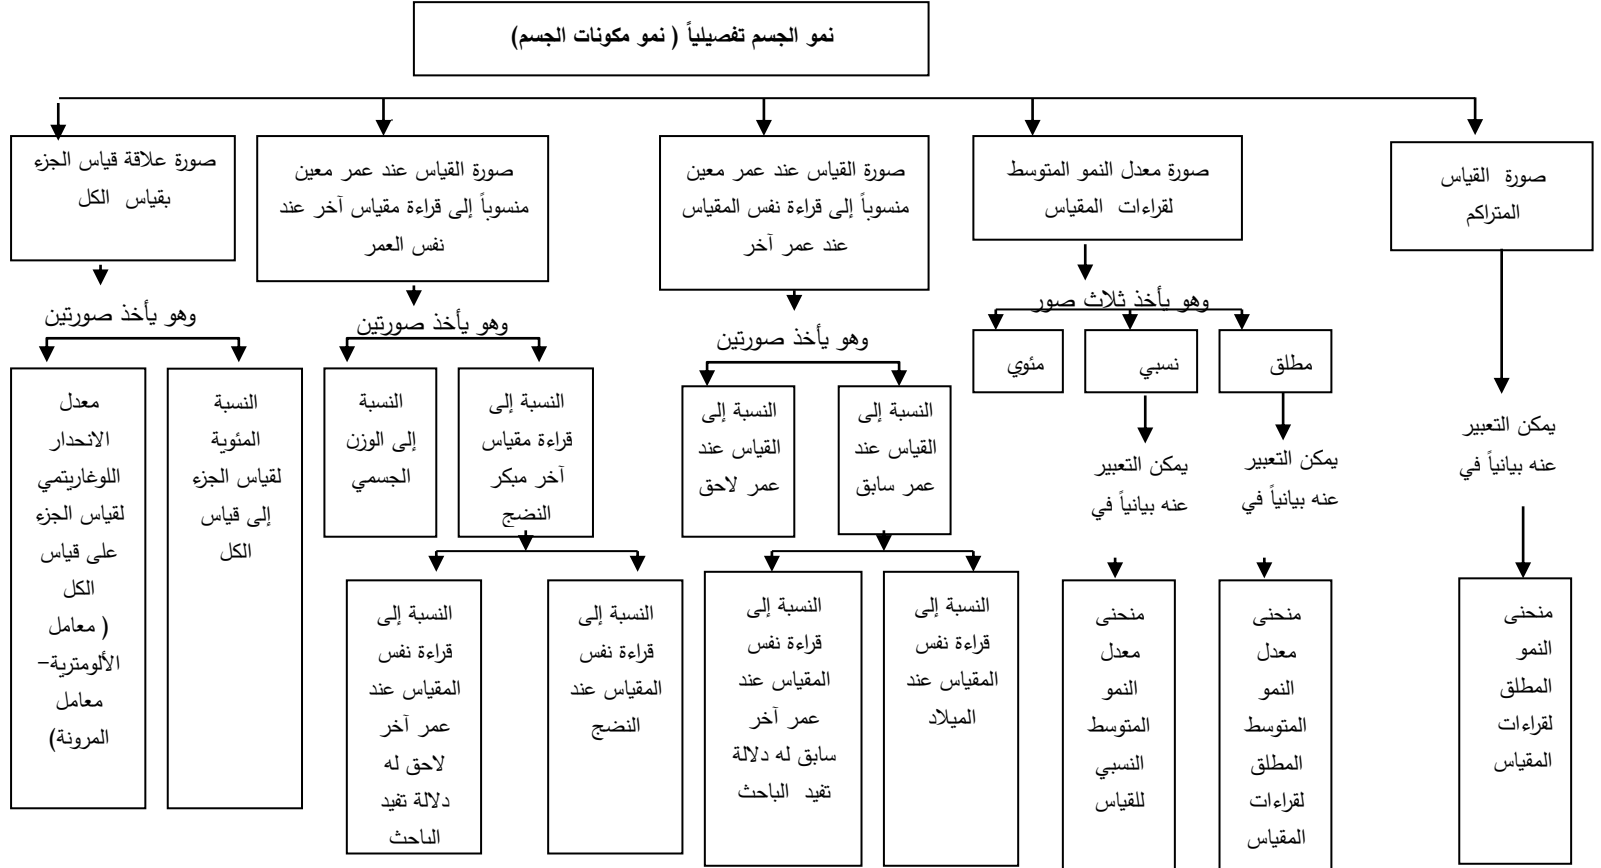 نمو الجسم تفصيلياً ( نمو مكونات الجسم)
صورة القياس
المتراكم
صورة معدل النمو المتوسط
لقراءات المقياس
صورة القياس عند عمر معين
منسوباً إلى قراءة نفس المقياس
عند عمر آخر
صورة القياس عند عمر معين
منسوباً إلى قراءة مقياس آخر عند
نفس العمر
صورة علاقة قياس الجزء
بقياس الكل
وهو يأخذ ثلاث صور
وهو يأخذ صورتين
وهو يأخذ صورتين
وهو يأخذ صورتين
مطلق
نسبي
مئوي
النسبة إلى
القياس عند
عمر سابق
النسبة إلى
القياس عند
عمر لاحق
النسبة إلى
قراءة مقياس
آخر مبكر
النضج
النسبة
إلى الوزن
الجسمي
النسبة
المئوية
لقياس الجزء
إلى قياس
الكل
معدل
الانحدار
اللوغاريتمي
لقياس الجزء
على قياس
الكل
( معامل
الألومترية–
معامل
المرونة)
يمكن التعبير
عنه بيانياً في
يمكن التعبير
عنه بيانياً في
يمكن التعبير
عنه بيانياً في
منحنى
النمو
المطلق
لقراءات
المقياس
منحنى
معدل
النمو
المتوسط
المطلق
لقراءات
المقياس
منحنى
معدل
النمو
المتوسط
النسبي
للقياس
النسبة إلى
قراءة نفس
المقياس عند
الميلاد
النسبة إلى
قراءة نفس
المقياس عند
عمر آخر
سابق له دلالة
تفيد الباحث
النسبة إلى
قراءة نفس
المقياس عند
النضج
النسبة إلى
قراءة نفس
المقياس عند
عمر آخر
لاحق له
دلالة تفيد
الباحث